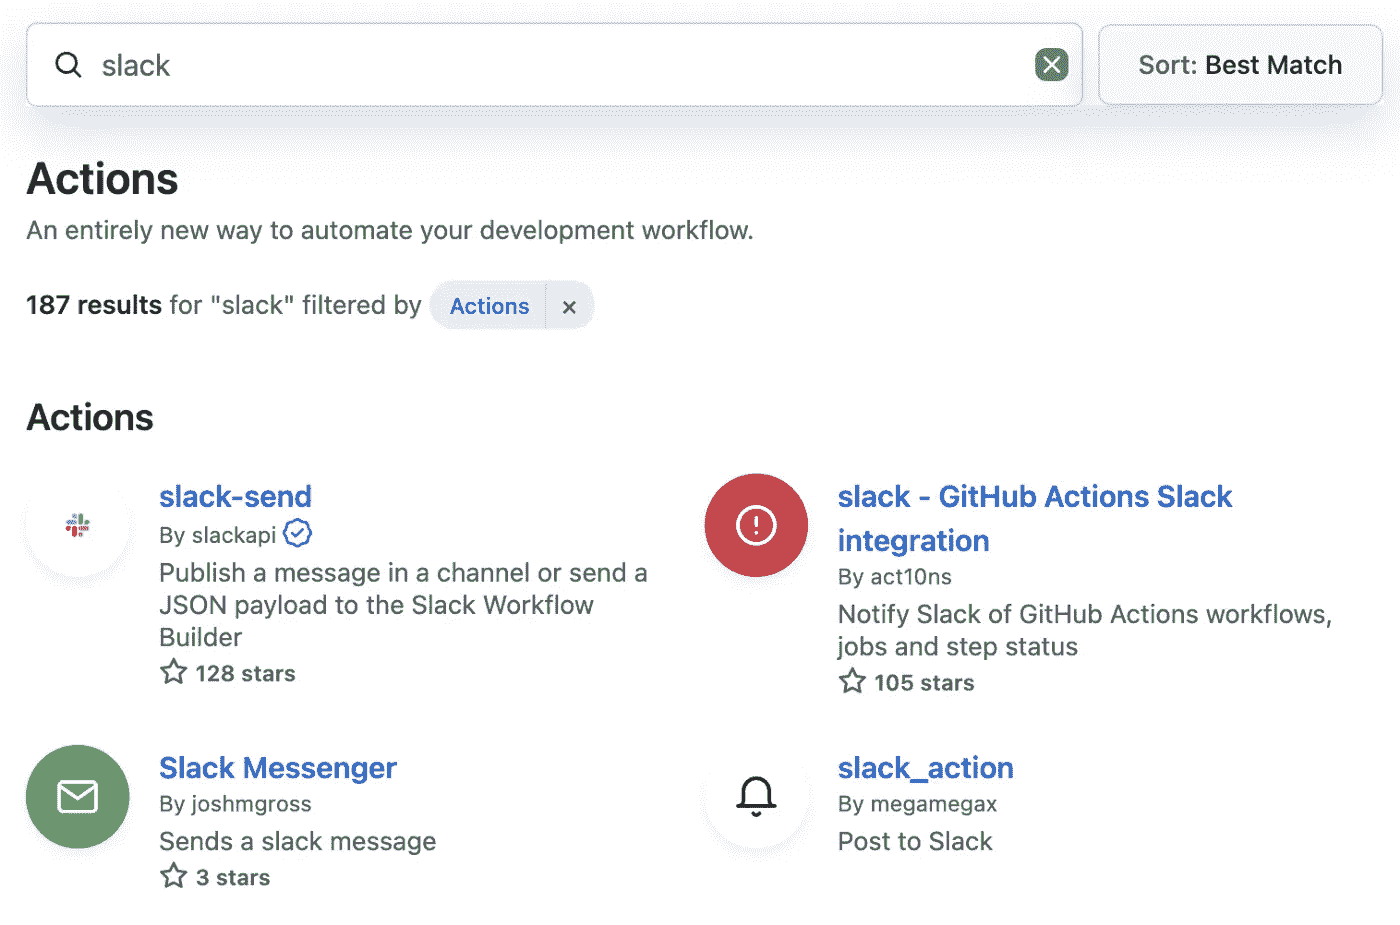 slack
Sort: Best Match
Actions
An entirely new way to automate your development workflow.
187 results for "slack" filtered by Actions ×
Actions
slack-send
By slackapi
Publish a message in a channel or send a
JSON payload to the Slack Workflow
Builder
128 stars
slack - GitHub Actions Slack
integration
By act10ns
Notify Slack of GitHub Actions workflows,
jobs and step status
105 stars
Slack Messenger
By joshmgross
Sends a slack message
3 stars
slack_action
By megamegax
Post to Slack